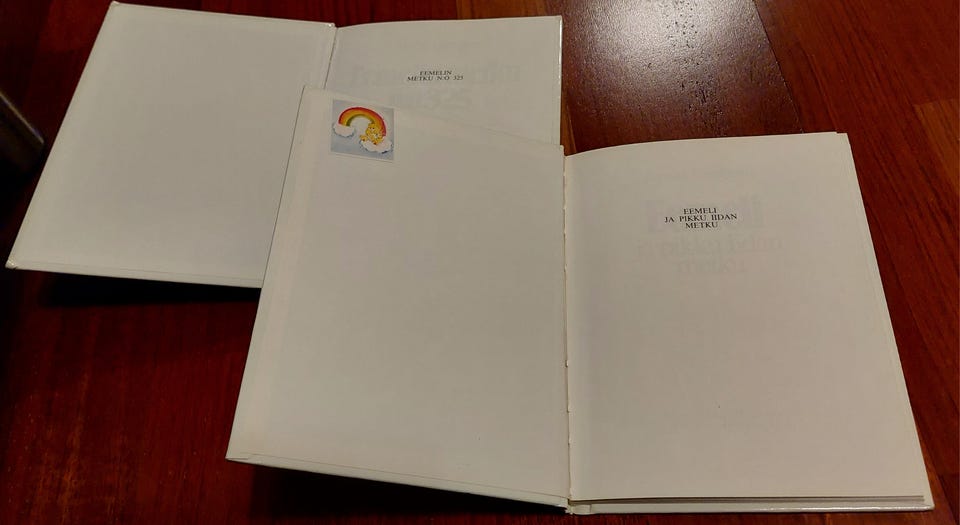 EEMELIN
METKU N:O 325
EEMELI
JA PIKKU IIDAN
METKU